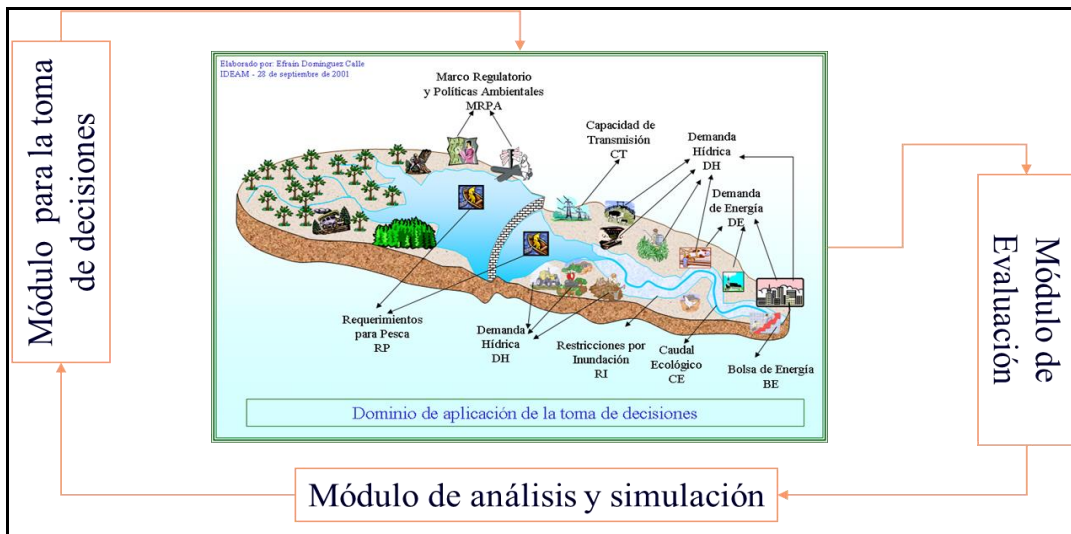 Módulo para la toma
de decisiones
Elaborado por: Efraín Domínguez Calle
IDEAM - 28 de septiembre de 2001
Marco Regulatorio
y Políticas Ambientales
MRPA
Capacidad de
Transmisión
CT
Demanda
Hídrica
DH
Demanda
de Energía
DE
Requerimientos
para Pesca
RP
Demanda
Hídrica
DH
Restricciones por
Inundación
RI
Caudal
Ecológico
CE
Bolsa de Energía
BE
Dominio de aplicación de la toma de decisiones
Módulo de
Evaluación
Módulo de análisis y simulación